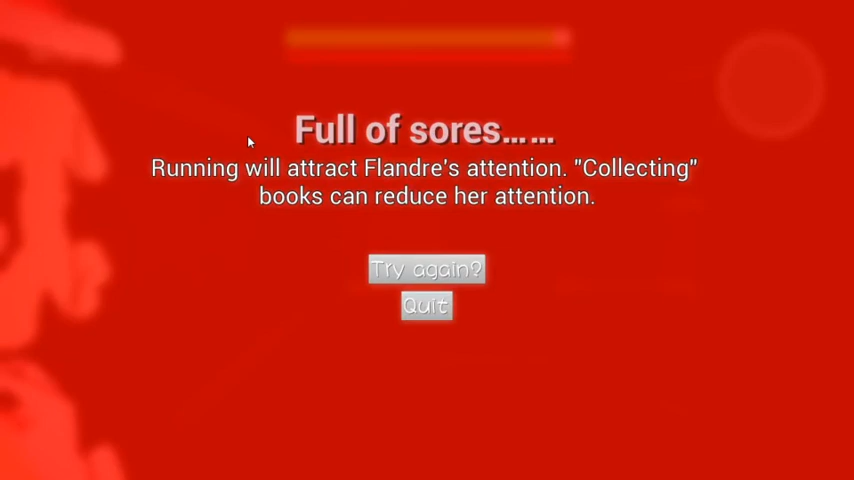 Full of sores……
Running will attract Flandre's attention. "Collecting"
books can reduce her attention.
Try again?
Quit